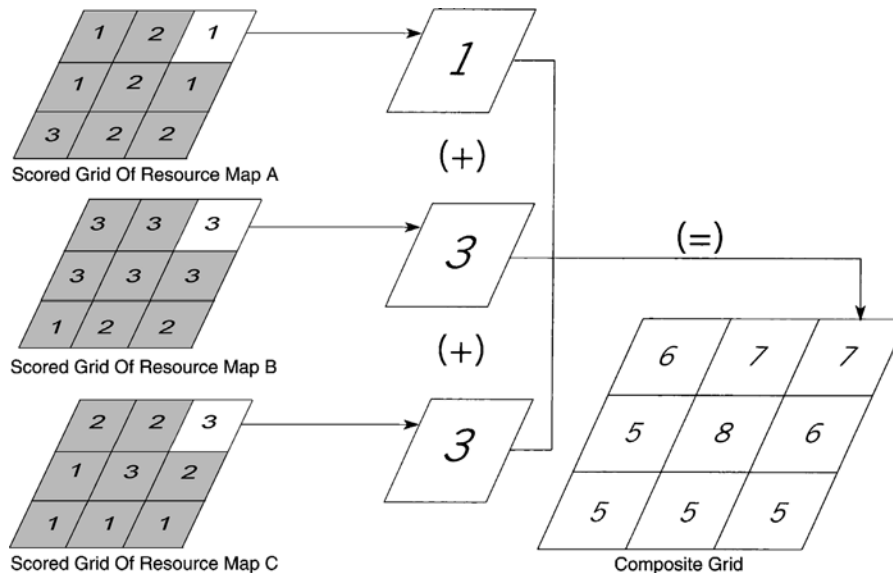 1 2 1
1 2 1
3 2 2
Scored Grid Of Resource Map A
1
(+)
3 3 3
3 3 3
1 2 2
Scored Grid Of Resource Map B
3
(=)
(+)
2 2 3
1 3 2
1 1 1
Scored Grid Of Resource Map C
3
6 7 7
5 8 6
5 5 5
Composite Grid